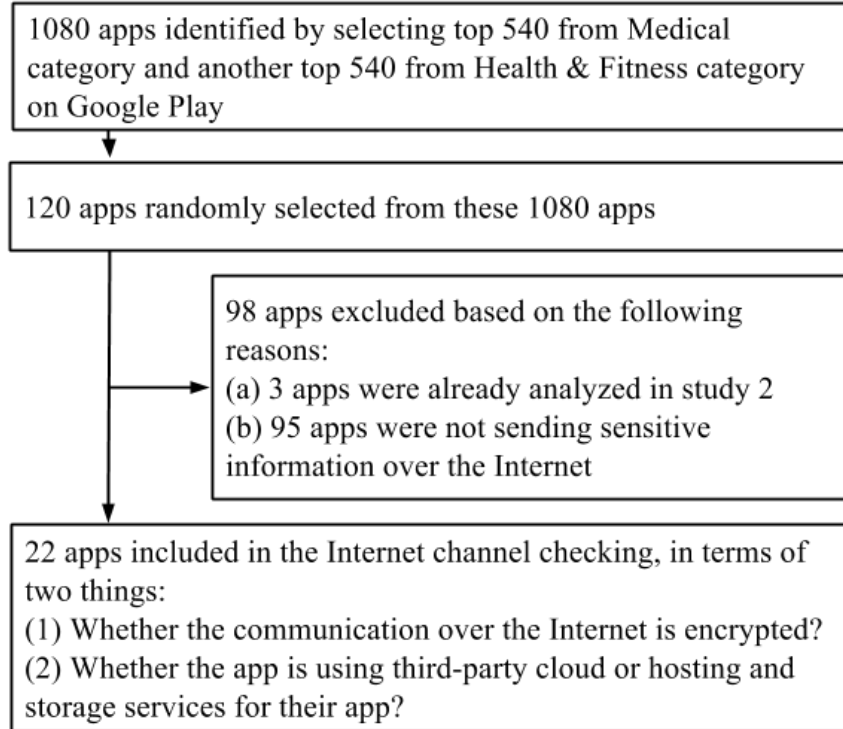 1080 apps identified by selecting top 540 from Medical
category and another top 540 from Health & Fitness category
on Google Play
120 apps randomly selected from these 1080 apps
98 apps excluded based on the following
reasons:
(a) 3 apps were already analyzed in study 2
(b) 95 apps were not sending sensitive
information over the Internet
22 apps included in the Internet channel checking, in terms of
two things:
(1) Whether the communication over the Internet is encrypted?
(2) Whether the app is using third-party cloud or hosting and
storage services for their app?